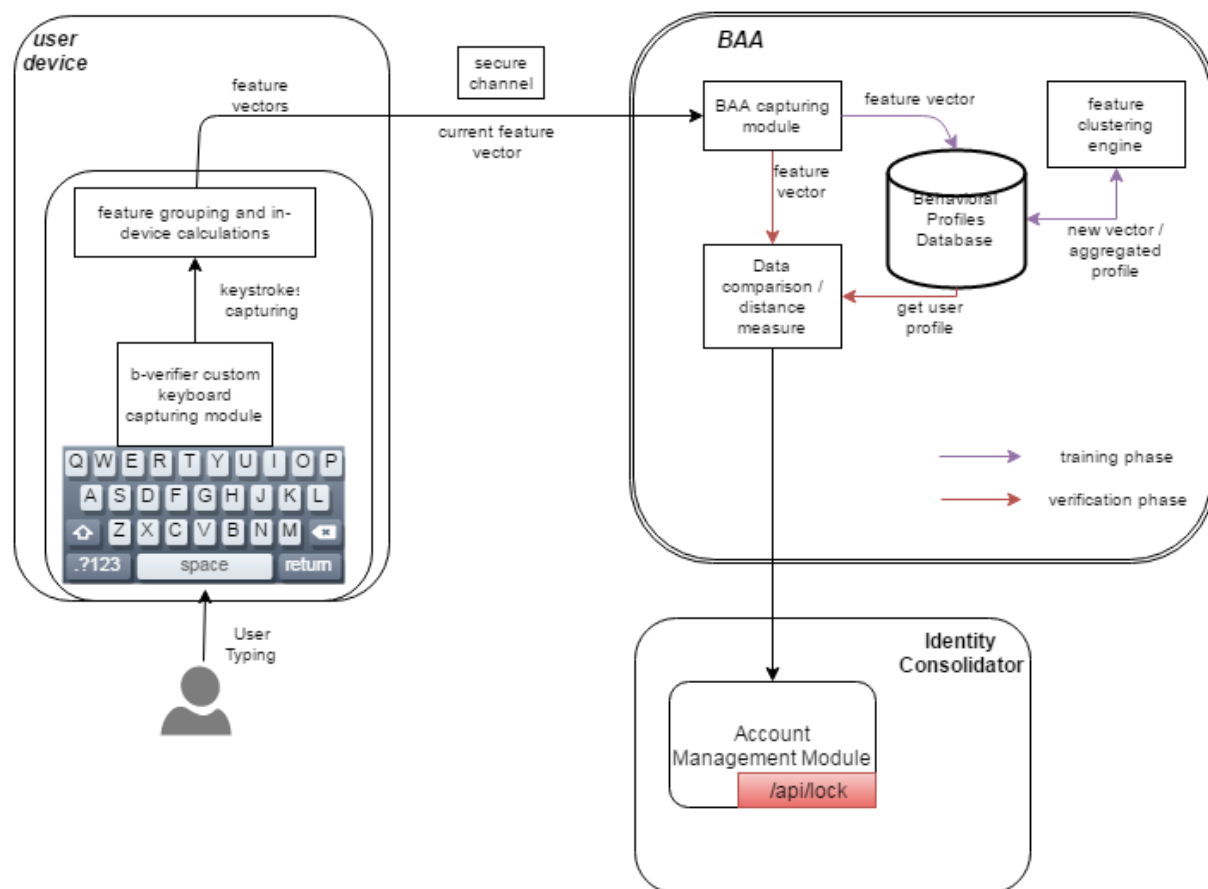 user
device
feature
vectors
secure
channel
current feature
vector
feature grouping and in-
device calculations
keystrokes
capturing
b-verifier custom
keyboard
capturing module
Q W E R T Y U I O P
A S D F G H J K L
Z X C V B N M
.?123 space return
User
Typing
BAA
BAA capturing
module
feature vector
feature
clustering
engine
feature
vector
Behavioral
Profiles
Database
new vector /
aggregated
profile
Data
comparison /
distance
measure
get user
profile
training phase
verification phase
Identity
Consolidator
Account
Management Module
/api/lock